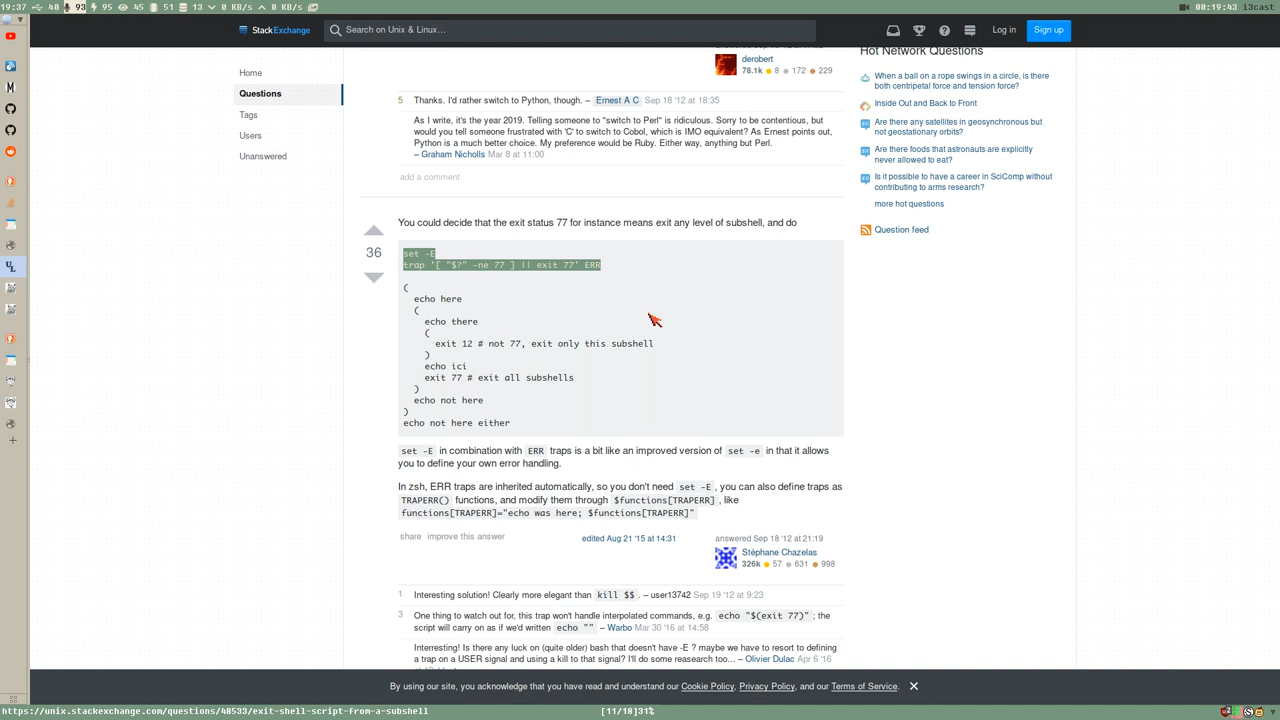 19:37 40 93 95 45 51 13 0 KB/S 0 KB/S
00:19:43 i3cast
StackExchange
Search on Unix & Linux…
Log in
Sign up
Home
Questions
Tags
Users
Unanswered
derobert
78.1k 8 172 229
5 Thanks. I'd rather switch to Python, though. – Ernest A C Sep 18 '12 at 18:35
As I write, it's the year 2019. Telling someone to "switch to Perl" is ridiculous. Sorry to be contentious, but
would you tell someone frustrated with 'C' to switch to Cobol, which is IMO equivalent? As Ernest points out,
Python is a much better choice. My preference would be Ruby. Either way, anything but Perl.
– Graham Nicholls Mar 8 at 11:00
add a comment
36
You could decide that the exit status 77 for instance means exit any level of subshell, and do
set -E
trap '[ "$?" -ne 77 ] || exit 77' ERR
(
echo here
(
echo there
(
exit 12 # not 77, exit only this subshell
)
echo ici
exit 77 # exit all subshells
)
echo not here
)
echo not here either
set -E in combination with ERR traps is a bit like an improved version of set -e in that it allows
you to define your own error handling.
In zsh, ERR traps are inherited automatically, so you don't need set -E, you can also define traps as
TRAPERR() functions, and modify them through $functions[TRAPERR], like
functions[TRAPERR]="echo was here; $functions[TRAPERR]"
share improve this answer
edited Aug 21 '15 at 14:31
answered Sep 18 '12 at 21:19
Stéphane Chazelas
326k 57 631 998
1 Interesting solution! Clearly more elegant than kill $$. – user13742 Sep 19 '12 at 9:23
3 One thing to watch out for, this trap won't handle interpolated commands, e.g. echo "$(exit 77)"; the
script will carry on as if we'd written echo "" – Warbo Mar 30 '16 at 14:58
Interresting! Is there any luck on (quite older) bash that doesn't have -E ? maybe we have to resort to defining
a trap on a USER signal and using a kill to that signal? I'll do some reasearch too... – Olivier Dulac Apr 6 '16
Hot Network Questions
When a ball on a rope swings in a circle, is there
both centripetal force and tension force?
Inside Out and Back to Front
Are there any satellites in geosynchronous but
not geostationary orbits?
Are there foods that astronauts are explicitly
never allowed to eat?
Is it possible to have a career in SciComp without
contributing to arms research?
more hot questions
Question feed
By using our site, you acknowledge that you have read and understand our Cookie Policy, Privacy Policy, and our Terms of Service.
https://unix.stackexchange.com/questions/48533/exit-shell-script-from-a-subshell
[11/18]31%